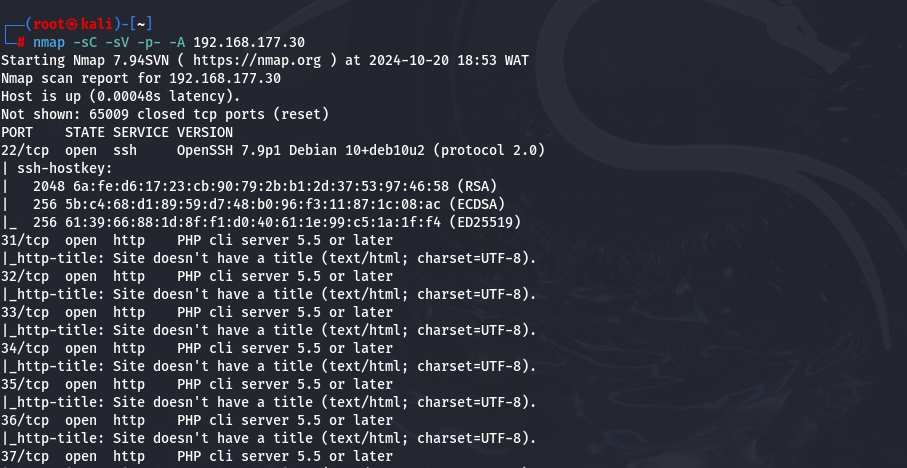 ┌──(root㉿kali)-[~]
└─# nmap -sC -sV -p- -A 192.168.177.30
Starting Nmap 7.94SVN ( https://nmap.org ) at 2024-10-20 18:53 WAT
Nmap scan report for 192.168.177.30
Host is up (0.00048s latency).
Not shown: 65009 closed tcp ports (reset)
PORT    STATE SERVICE VERSION
22/tcp  open  ssh     OpenSSH 7.9p1 Debian 10+deb10u2 (protocol 2.0)
| ssh-hostkey:
|   2048 6a:fe:d6:17:23:cb:90:79:2b:b1:2d:37:53:97:46:58 (RSA)
|   256 5b:c4:68:d1:89:59:d7:48:b0:96:f3:11:87:1c:08:ac (ECDSA)
|_  256 61:39:66:88:1d:8f:f1:d0:40:61:1e:99:c5:1a:1f:f4 (ED25519)
31/tcp  open  http    PHP cli server 5.5 or later
|_http-title: Site doesn't have a title (text/html; charset=UTF-8).
32/tcp  open  http    PHP cli server 5.5 or later
|_http-title: Site doesn't have a title (text/html; charset=UTF-8).
33/tcp  open  http    PHP cli server 5.5 or later
|_http-title: Site doesn't have a title (text/html; charset=UTF-8).
34/tcp  open  http    PHP cli server 5.5 or later
|_http-title: Site doesn't have a title (text/html; charset=UTF-8).
35/tcp  open  http    PHP cli server 5.5 or later
|_http-title: Site doesn't have a title (text/html; charset=UTF-8).
36/tcp  open  http    PHP cli server 5.5 or later
|_http-title: Site doesn't have a title (text/html; charset=UTF-8).
37/tcp  open  http    PHP cli server 5.5 or later